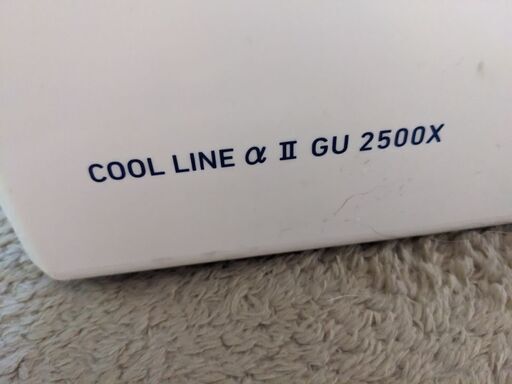 COOL LINE α Ⅱ GU 2500X